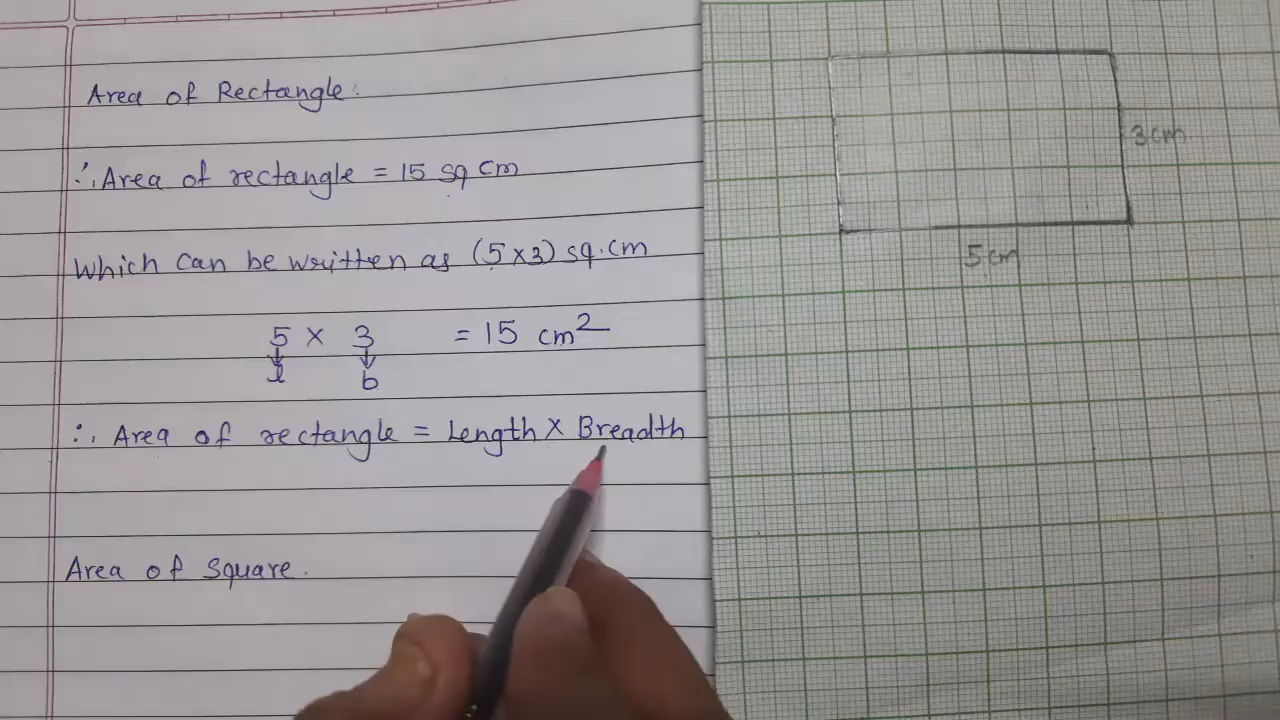 Area of Rectangle:
∴ Area of rectangle = 15 sq cm
Which can be written as (5 x 3) sq.cm
5 x 3 = 15 cm²
l b
∴ Area of rectangle = Length x Breadth
Area of Square.
3cm
5cm